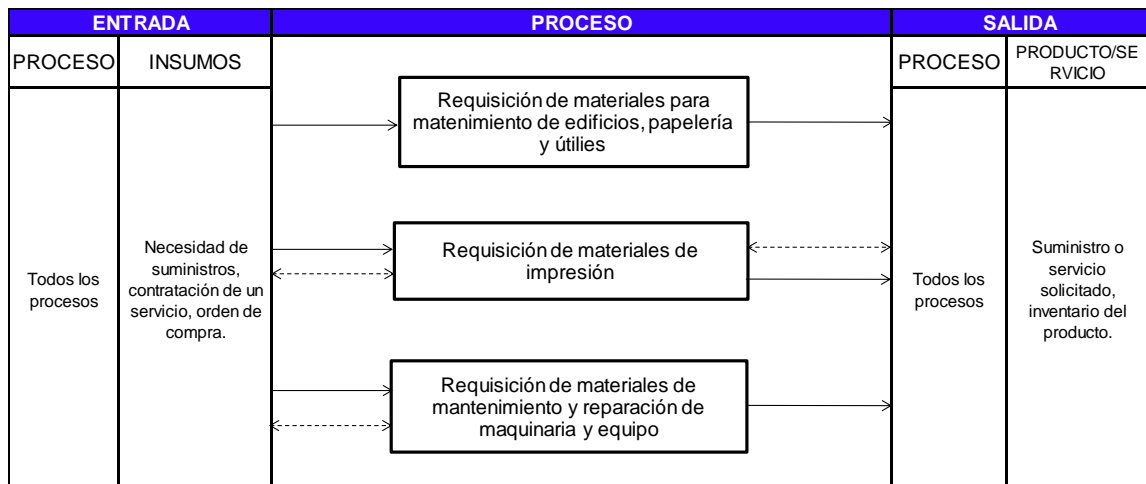 ENTRADA
PROCESO
SALIDA
PROCESO
INSUMOS
PROCESO
PRODUCTO/SE
RVICIO
Todos los
procesos
Necesidad de
suministros,
contratación de un
servicio, orden de
compra.
Requisición de materiales para
matenimiento de edificios, papelería
y útilies
Requisición de materiales de
impresión
Requisición de materiales de
mantenimiento y reparación de
maquinaria y equipo
Todos los
procesos
Suministro o
servicio
solicitado,
inventario del
producto.